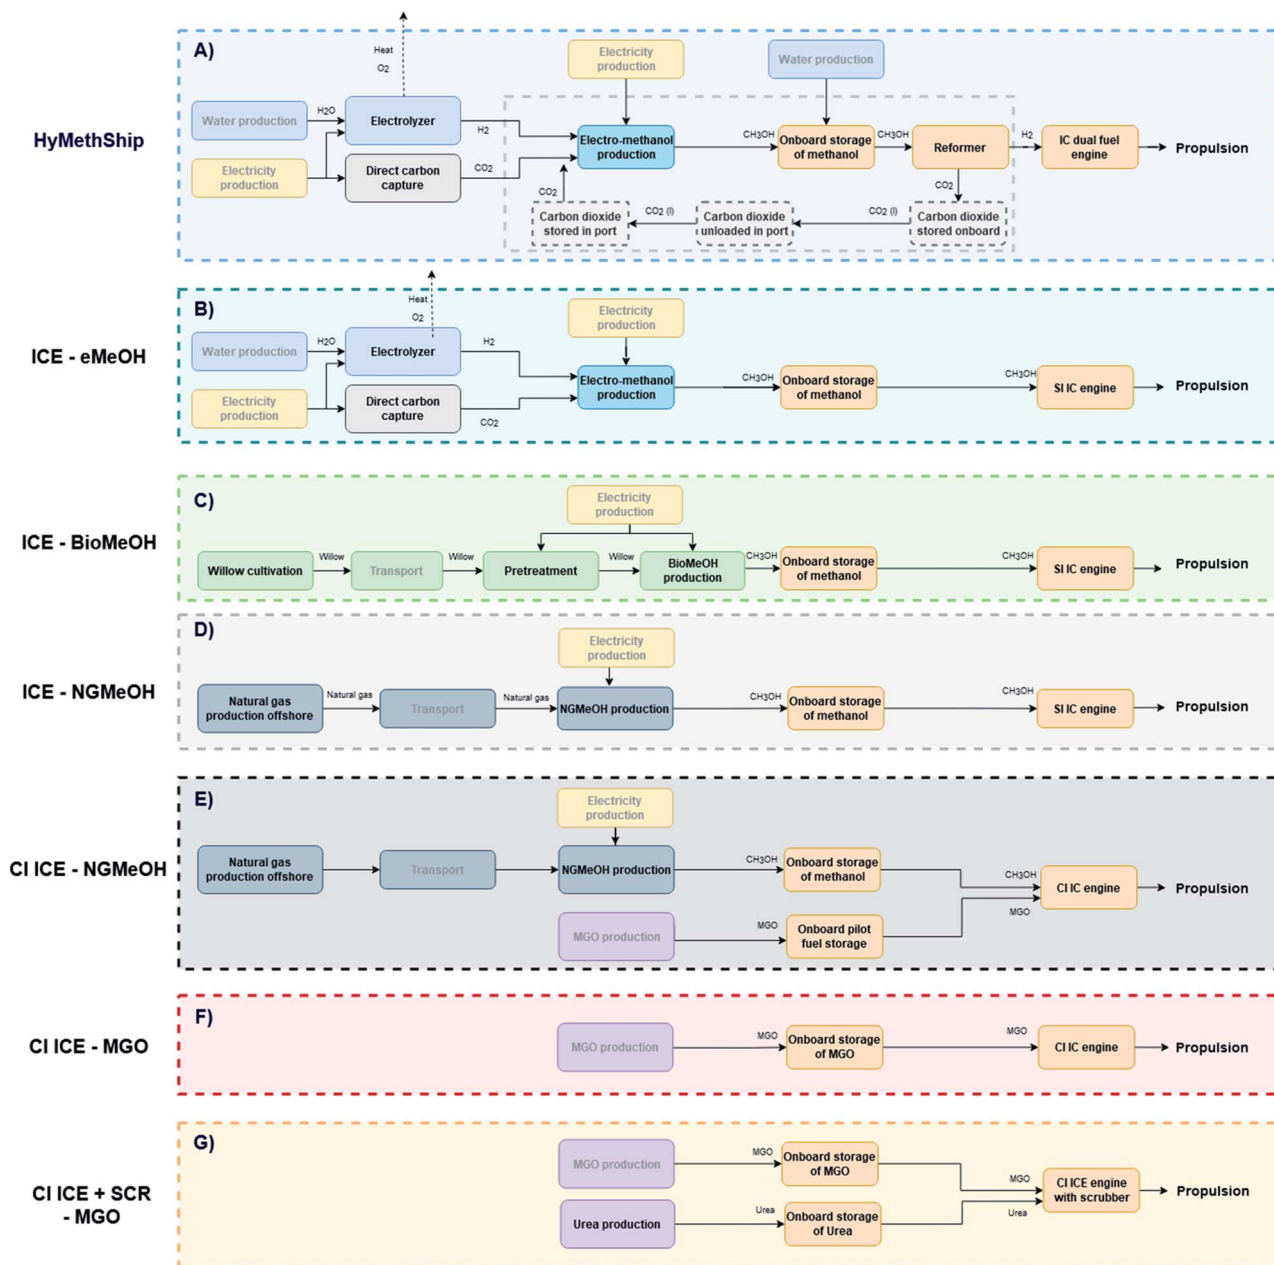 HyMethShip
A)
Heat
O2
Water production
H2O
Electrolyzer
H2
Electricity
production
Direct carbon
capture
CO2
Electricity
production
Electro-methanol
production
CH3OH
Water production
Onboard storage
of methanol
CH3OH
Reformer
H2
IC dual fuel
engine
Propulsion
CO2
Carbon dioxide
stored onboard
CO2 (l)
Carbon dioxide
unloaded in port
CO2 (l)
Carbon dioxide
stored in port
CO2
ICE - eMeOH
B)
Heat
O2
Water production
H2O
Electrolyzer
H2
Electricity
production
Direct carbon
capture
CO2
Electricity
production
Electro-methanol
production
CH3OH
Onboard storage
of methanol
CH3OH
SI IC engine
Propulsion
ICE - BioMeOH
C)
Electricity
production
Willow cultivation
Willow
Transport
Willow
Pretreatment
Willow
BioMeOH
production
CH3OH
Onboard storage
of methanol
CH3OH
SI IC engine
Propulsion
ICE - NGMeOH
D)
Electricity
production
Natural gas
production offshore
Natural gas
Transport
Natural gas
NGMeOH production
CH3OH
Onboard storage
of methanol
CH3OH
SI IC engine
Propulsion
CI ICE - NGMeOH
E)
Electricity
production
Natural gas
production offshore
Transport
NGMeOH production
CH3OH
Onboard storage
of methanol
CH3OH
MGO production
MGO
Onboard pilot
fuel storage
MGO
CI IC engine
Propulsion
CI ICE - MGO
F)
MGO production
MGO
Onboard storage
of MGO
MGO
CI IC engine
Propulsion
CI ICE + SCR
- MGO
G)
MGO production
MGO
Onboard storage
of MGO
MGO
Urea production
Urea
Onboard storage
of Urea
Urea
CI ICE engine
with scrubber
Propulsion